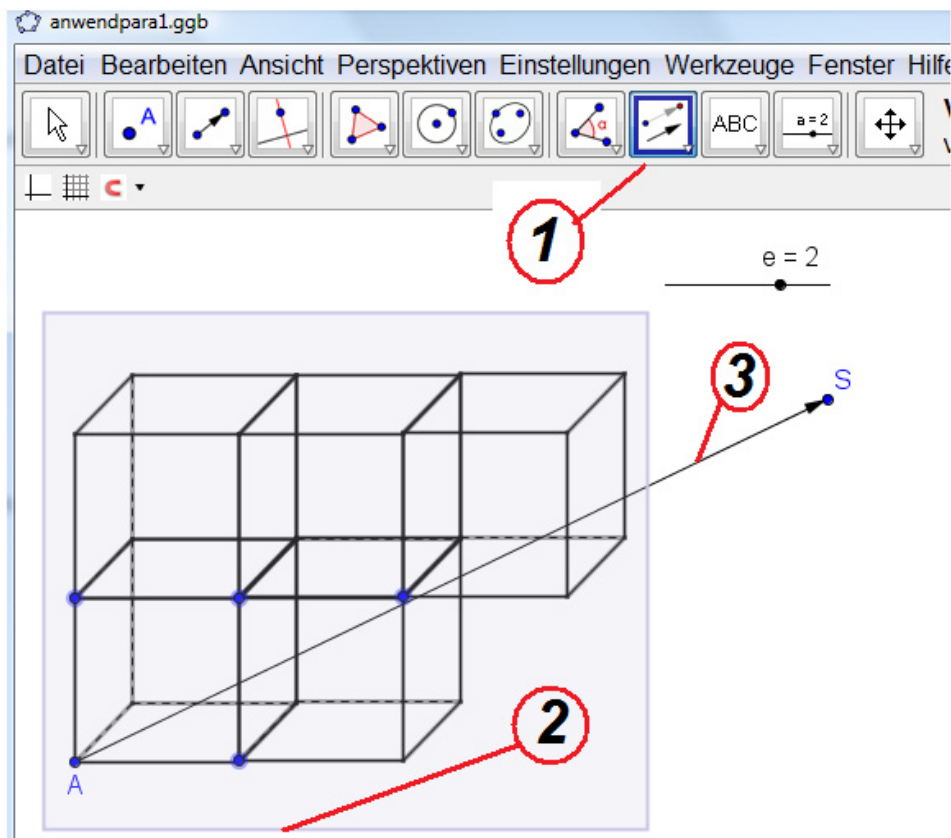 anwendpara1.ggb
Datei Bearbeiten Ansicht Perspektiven Einstellungen Werkzeuge Fenster
A α ABC a = 2
1
e = 2
3
S
2
A